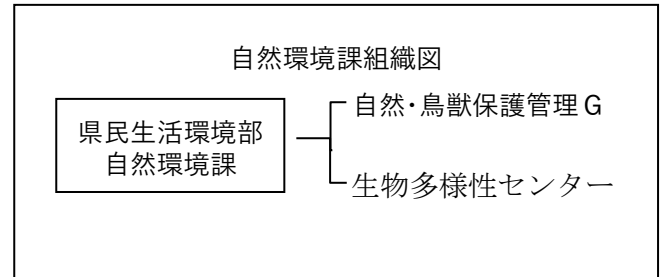 自然環境課組織図
県民生活環境部
自然環境課
自然･鳥獣保護管理G
生物多様性センター